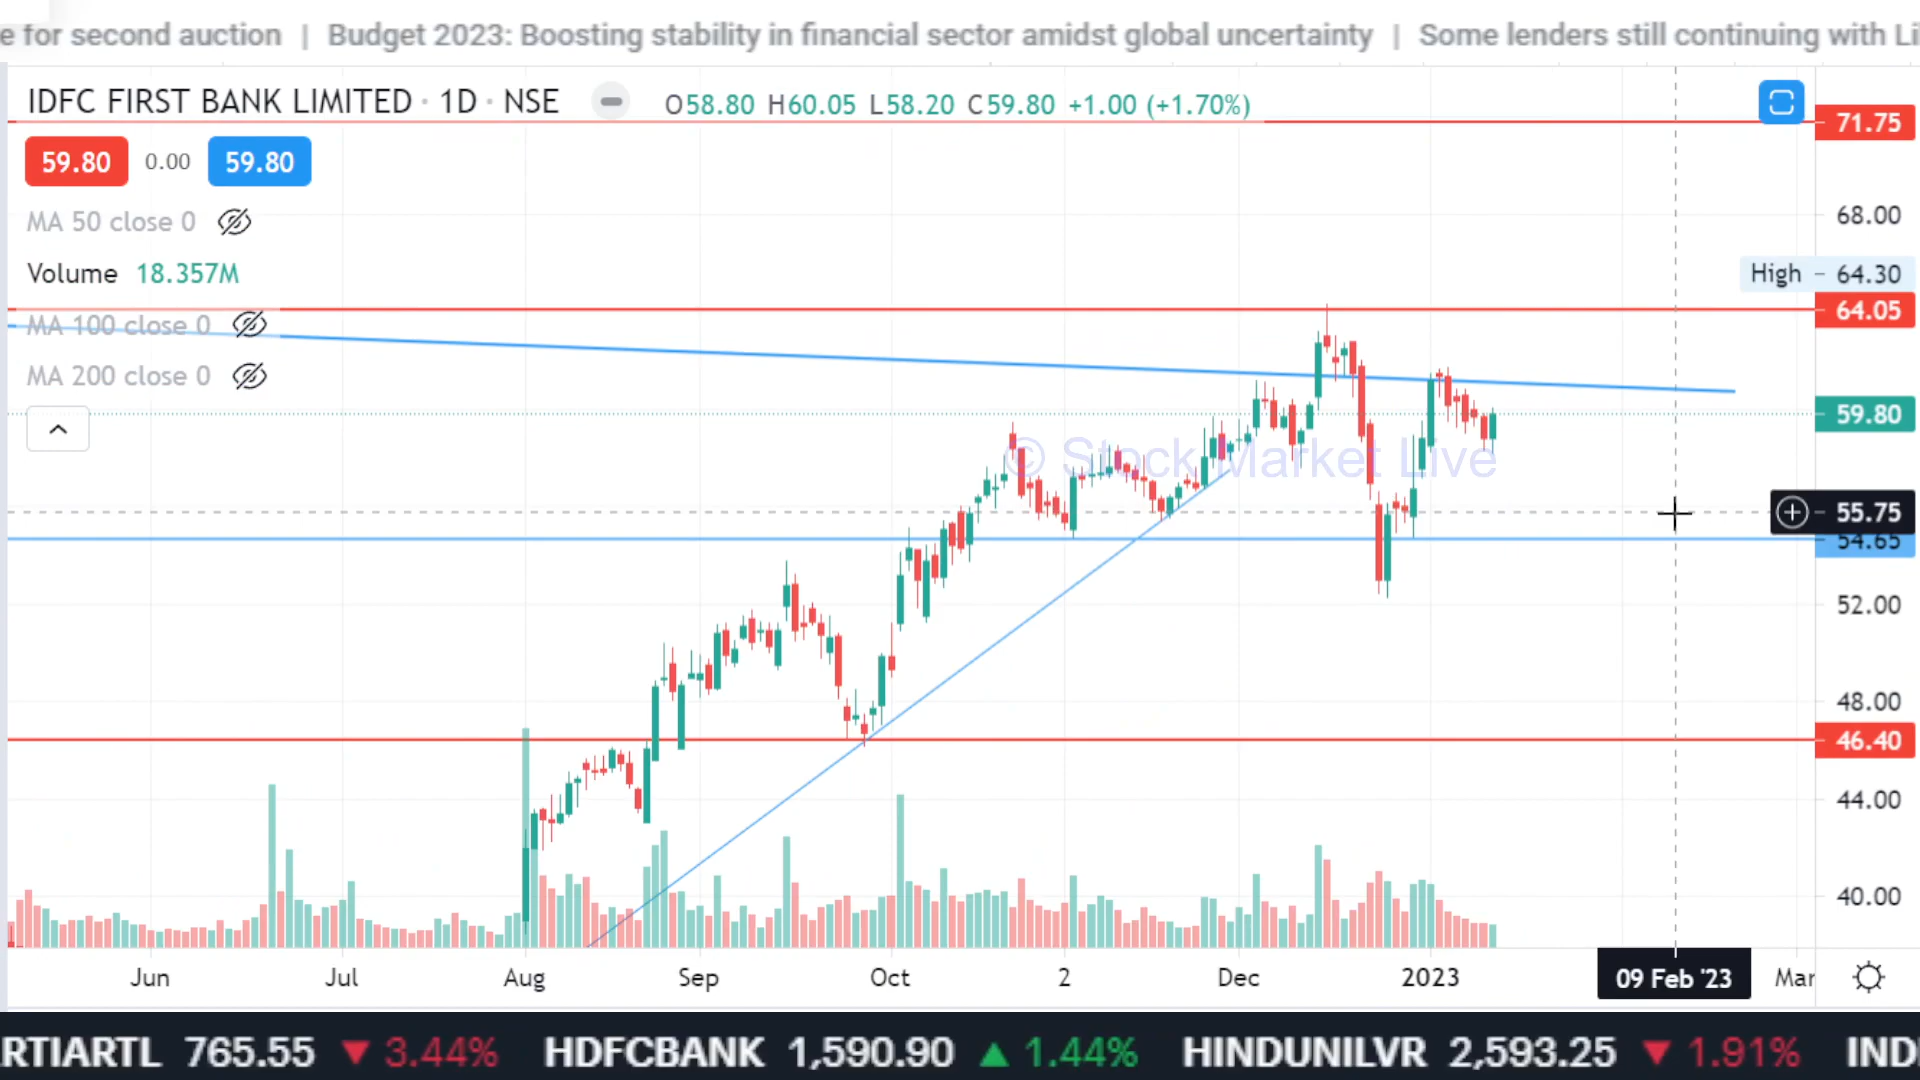 e for second auction | Budget 2023: Boosting stability in financial sector amidst global uncertainty | Some lenders still continuing with Li
IDFC FIRST BANK LIMITED · 1D · NSE O58.80 H60.05 L58.20 C59.80 +1.00 (+1.70%)
71.75
59.80 0.00 59.80
MA 50 close 0
68.00
Volume 18.357M
High 64.30
64.05
MA 100 close 0
MA 200 close 0
59.80
© Stock Market Live
55.75
54.65
52.00
48.00
46.40
44.00
40.00
Jun Jul Aug Sep Oct 2 Dec 2023 09 Feb '23 Mar
RTIARTL 765.55 ▼ 3.44% HDFCBANK 1,590.90 ▲ 1.44% HINDUNILVR 2,593.25 ▼ 1.91% IND